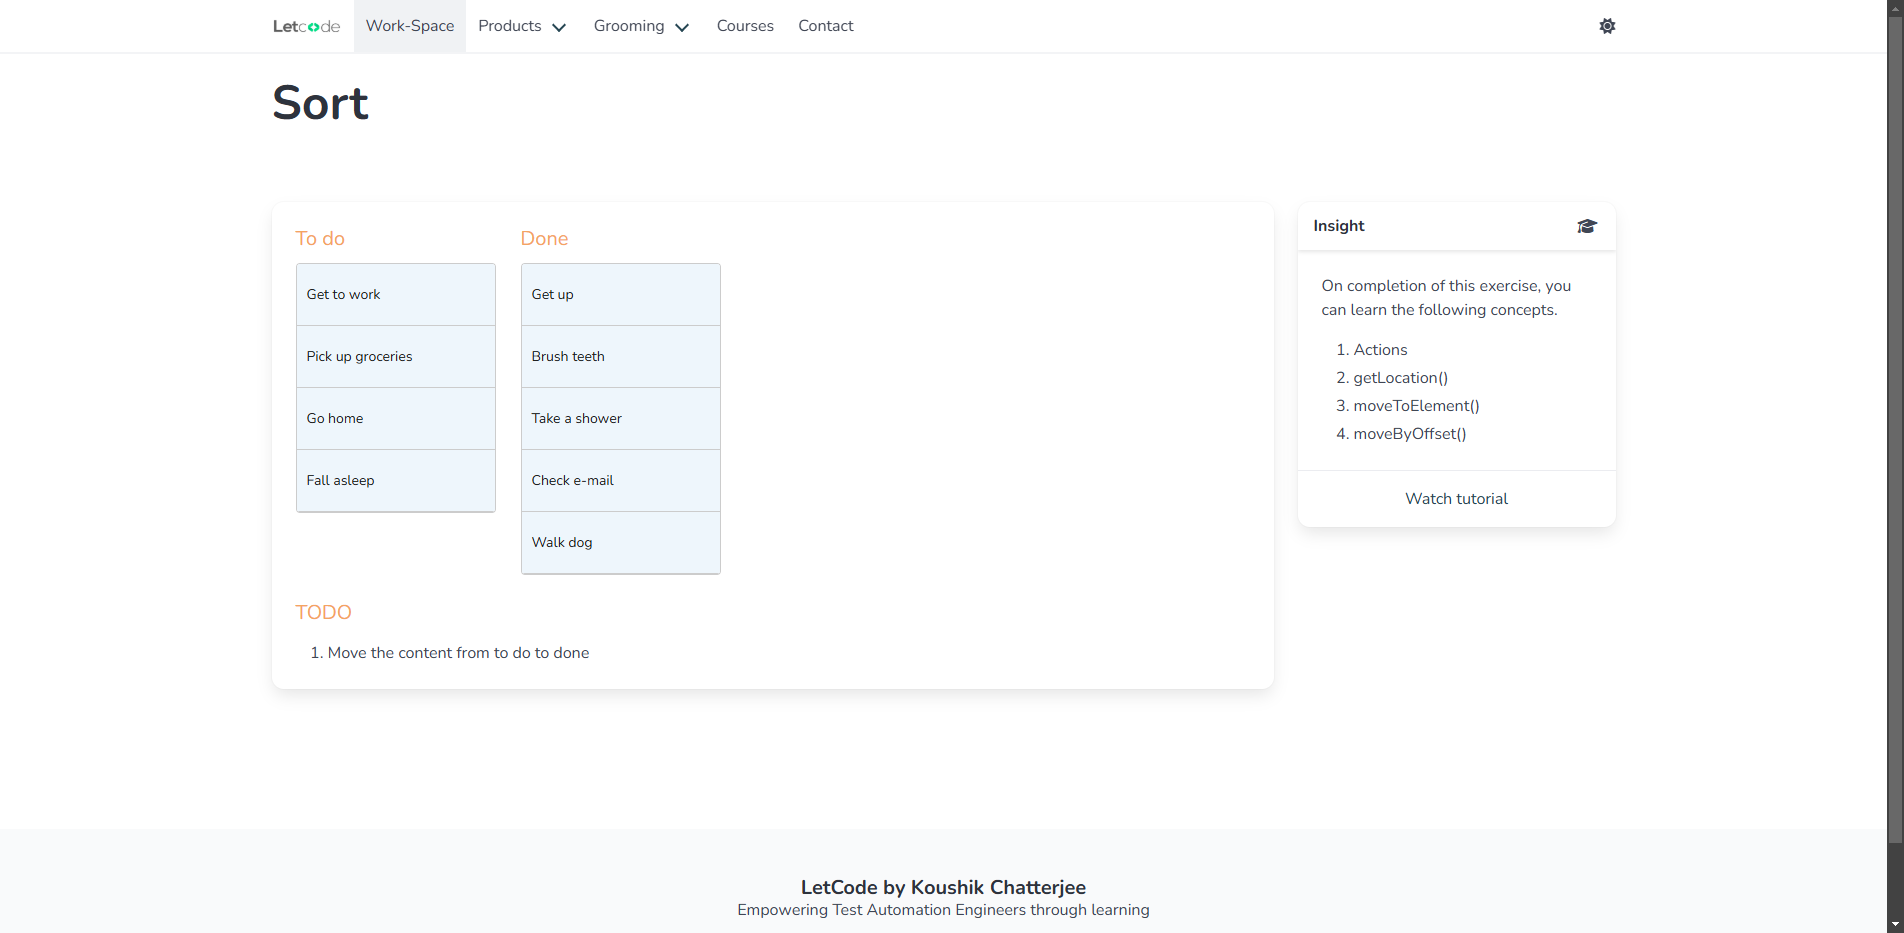 Letcode Work-Space Products Grooming Courses Contact
Sort
To do
Get to work
Pick up groceries
Go home
Fall asleep
Done
Get up
Brush teeth
Take a shower
Check e-mail
Walk dog
TODO
1. Move the content from to do to done
Insight
On completion of this exercise, you
can learn the following concepts.
1. Actions
2. getLocation()
3. moveToElement()
4. moveByOffset()
Watch tutorial
LetCode by Koushik Chatterjee
Empowering Test Automation Engineers through learning